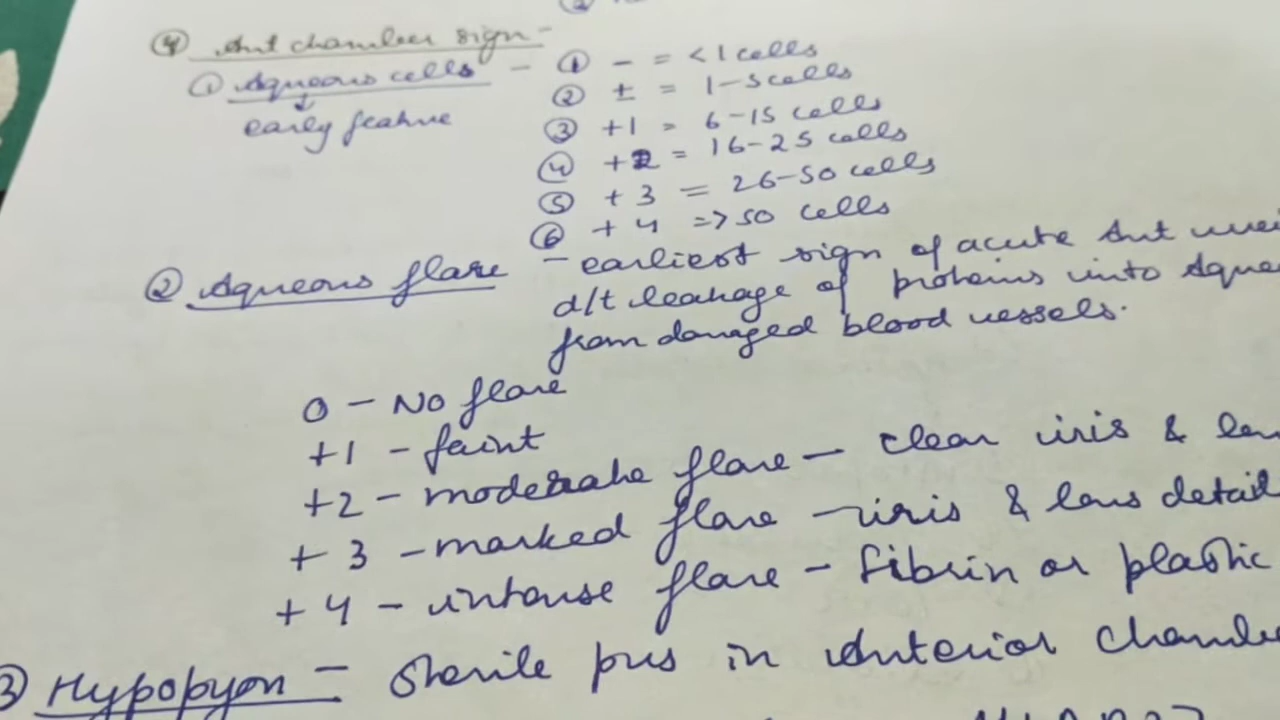 ④ Ant chamber sign -
① Aqueous cells - ① - = < 1 cells
↓
early feature
② ± = 1-5 cells
③ +1 = 6-15 cells
④ +2 = 16-25 cells
⑤ +3 = 26-50 cells
⑥ +4 => 50 cells
② Aqueous flare - earliest sign of acute Ant
d/t leakage of proteins into
from damaged blood vessels.
0 - No flare
+1 - faint
+2 - moderate flare - clear iris &
+3 - marked flare - iris & lens detail
+4 - intense flare - Fibrin or plastic
③ Hypopyon - Sterile pus in Anterior